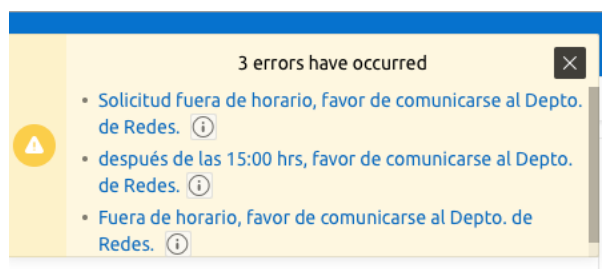 3 errors have occurred
Solicitud fuera de horario, favor de comunicarse al Depto.
de Redes.
después de las 15:00 hrs, favor de comunicarse al Depto.
de Redes.
Fuera de horario, favor de comunicarse al Depto. de
Redes.